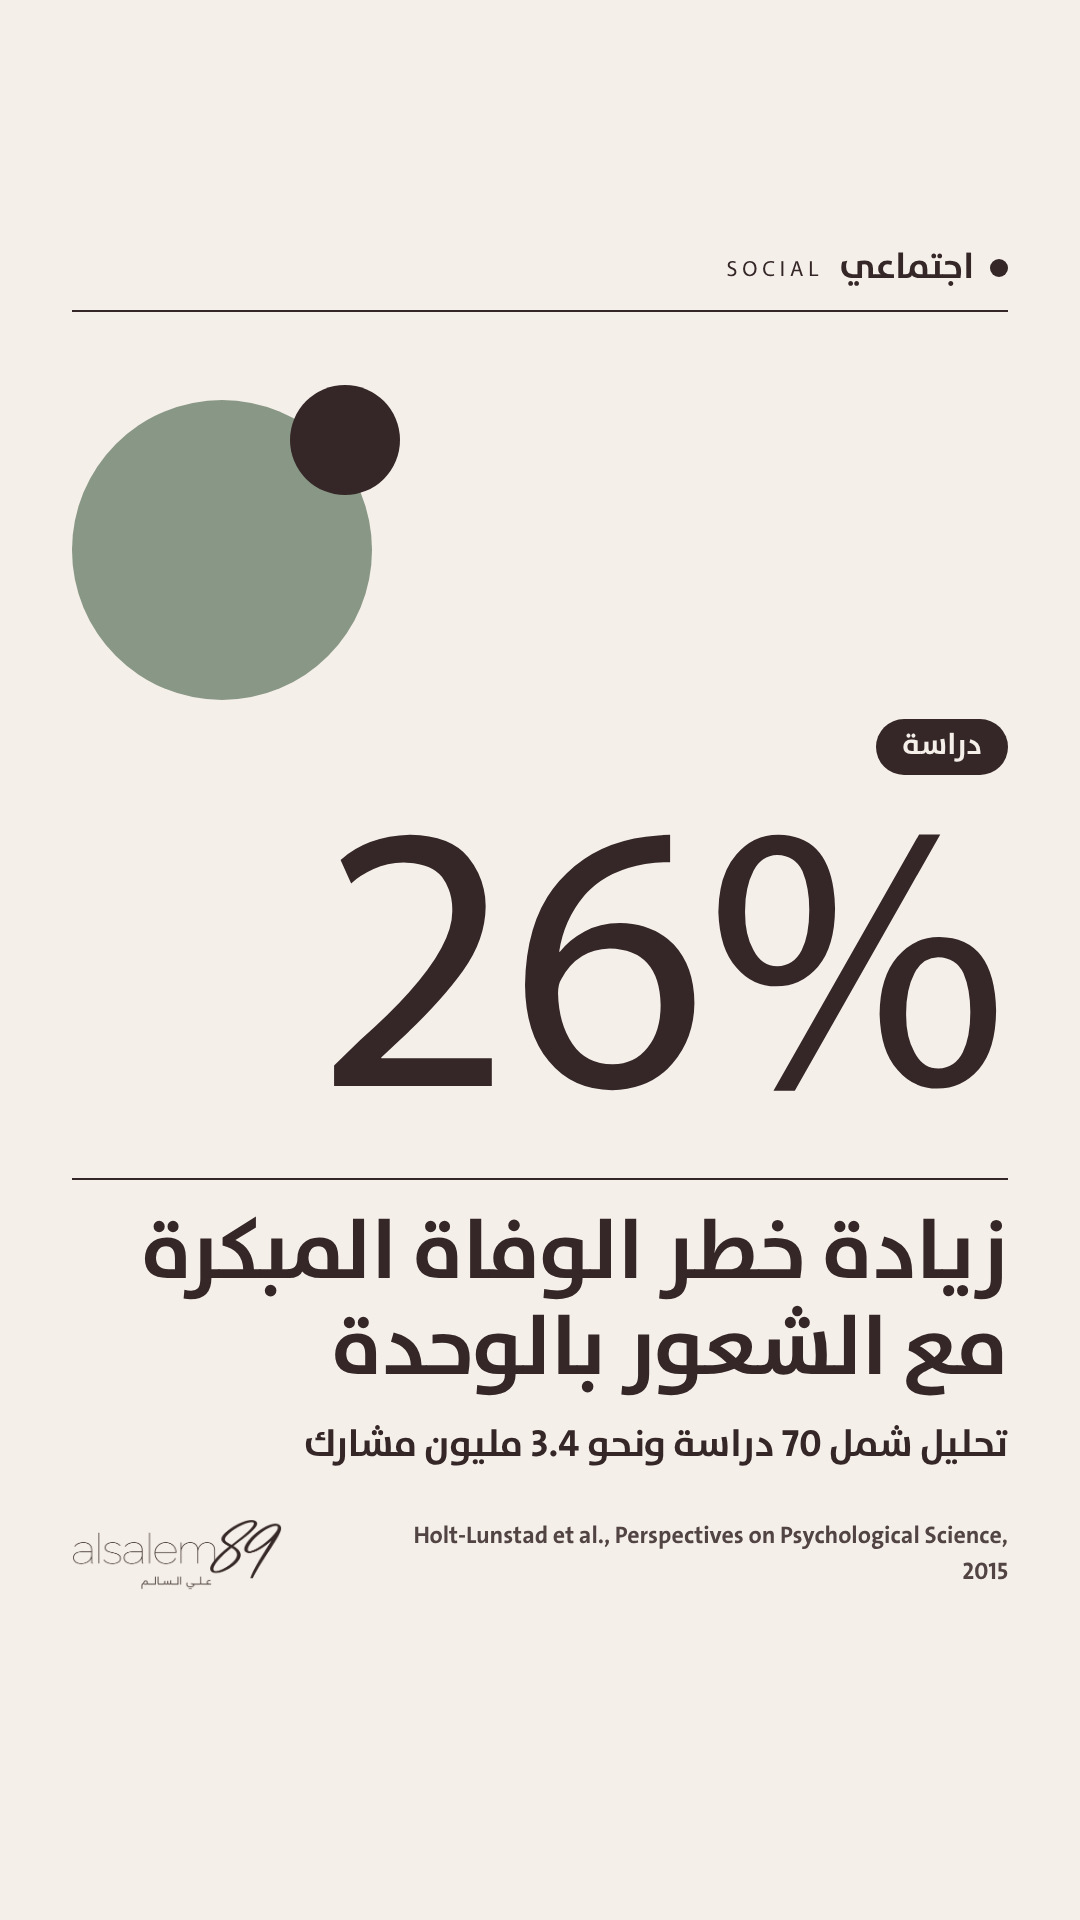 اجتماعي SOCIAL
دراسة
26%
زيادة خطر الوفاة المبكرة
مع الشعور بالوحدة
تحليل شمل 70 دراسة ونحو 3.4 مليون مشارك
Holt-Lunstad et al., Perspectives on Psychological Science,
2015
alsalem89
علي السالم